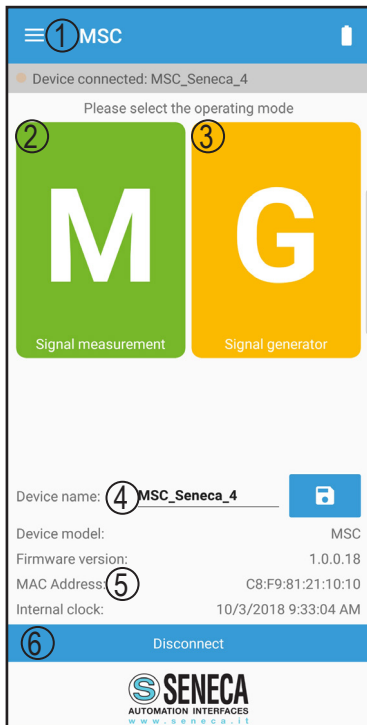 ① MSC
Device connected: MSC_Seneca_4
Please select the operating mode
② ③
M G
Signal measurement Signal generator
Device name: ④ MSC_Seneca_4
Device model: MSC
Firmware version: 1.0.0.18
MAC Address: ⑤ C8:F9:81:21:10:10
Internal clock: 10/3/2018 9:33:04 AM
⑥ Disconnect
SENECA
AUTOMATION INTERFACES
www.seneca.it